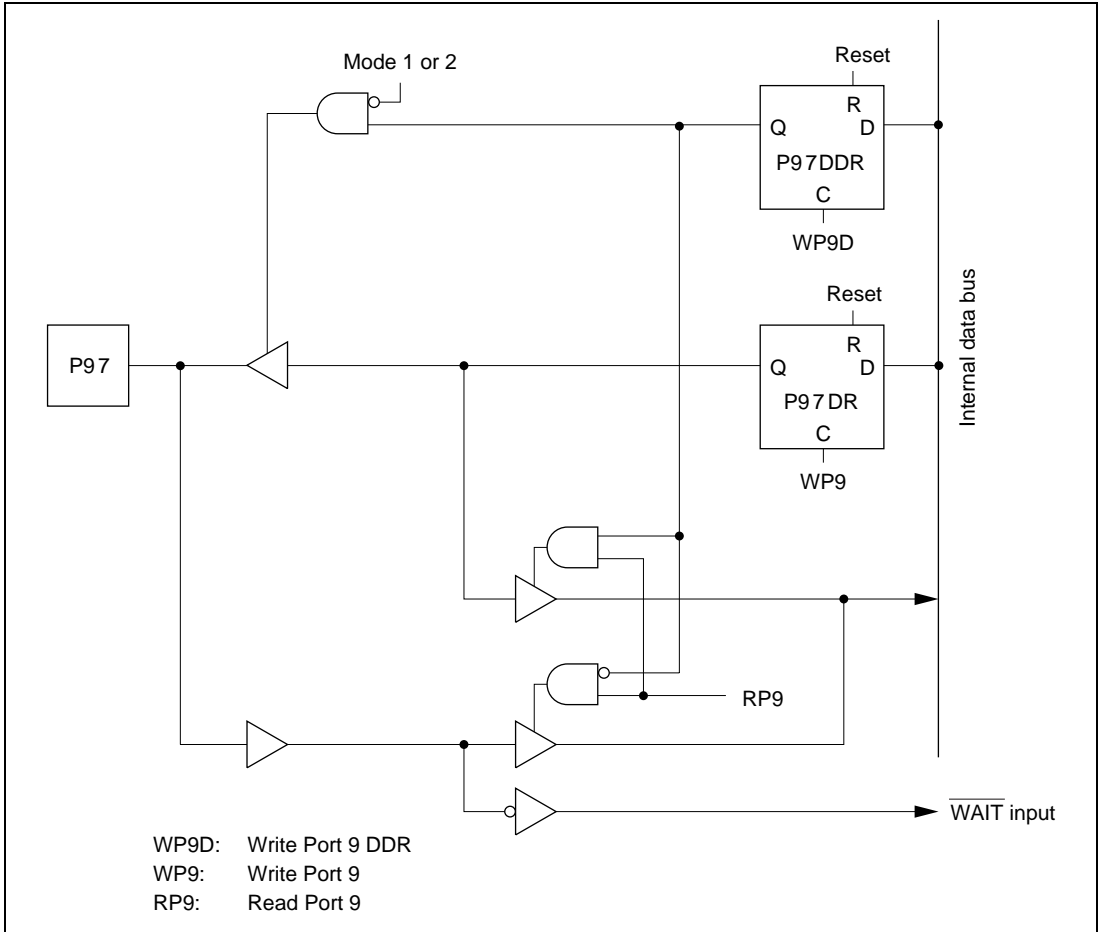 Mode 1 or 2
Reset
R
Q D
P97DDR
C
WP9D
Reset
R
Q D
P97DR
C
WP9
P97
Internal data bus
RP9
WAIT input
WP9D: Write Port 9 DDR
WP9: Write Port 9
RP9: Read Port 9